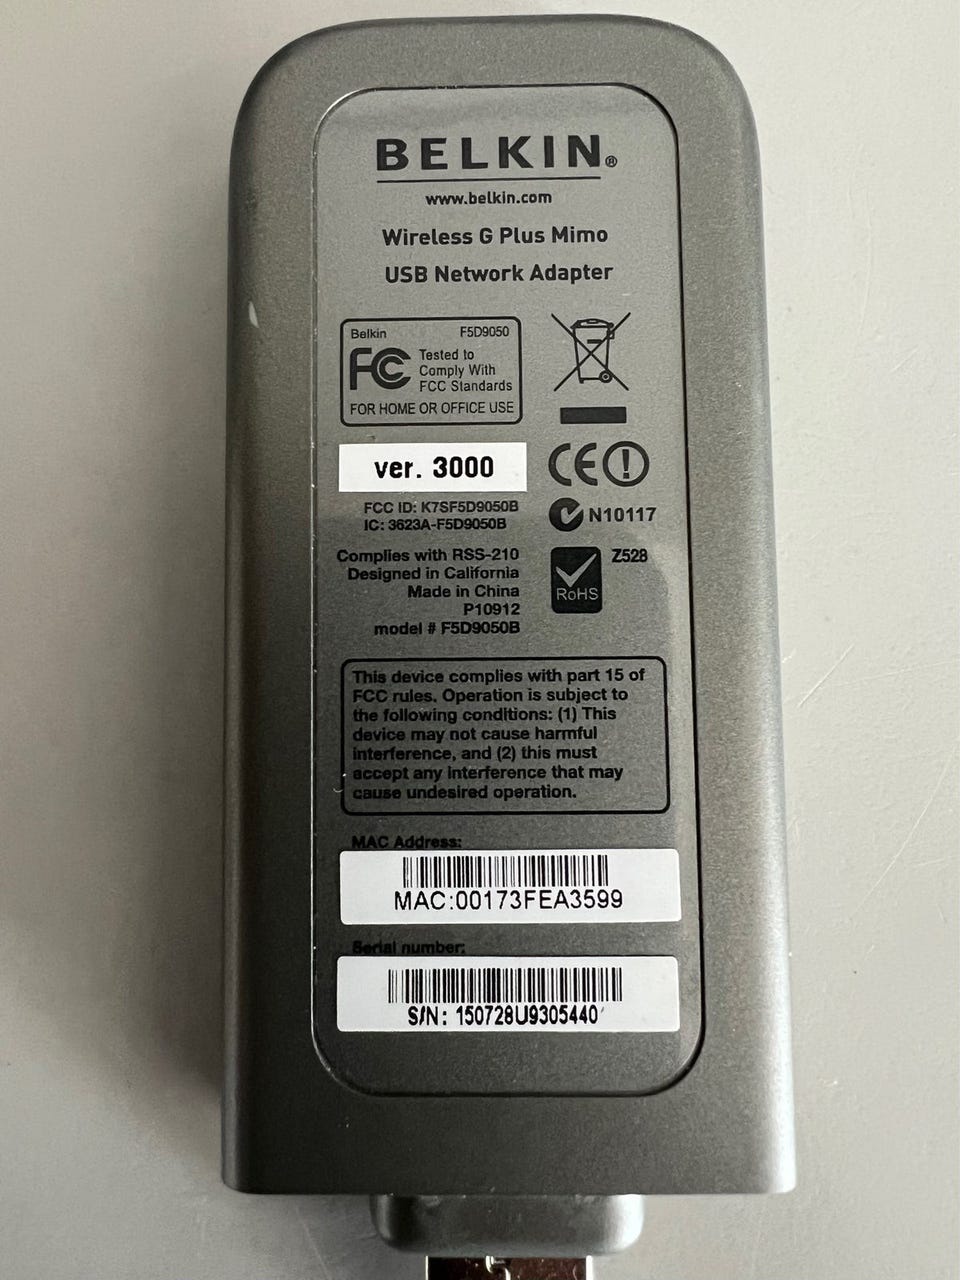 BELKIN®
www.belkin.com
Wireless G Plus Mimo
USB Network Adapter
Belkin F5D9050
FC Tested to
Comply With
FCC Standards
FOR HOME OR OFFICE USE
ver. 3000
CE
FCC ID: K7SF5D9050B
IC: 3623A-F5D9050B
N10117
Complies with RSS-210
Designed in California
Made in China
P10912
model # F5D9050B
Z528
RoHS
This device complies with part 15 of
FCC rules. Operation is subject to
the following conditions: (1) This
device may not cause harmful
interference, and (2) this must
accept any interference that may
cause undesired operation.
MAC Address:
MAC:00173FEA3599
Serial number:
S/N: 150728U9305440